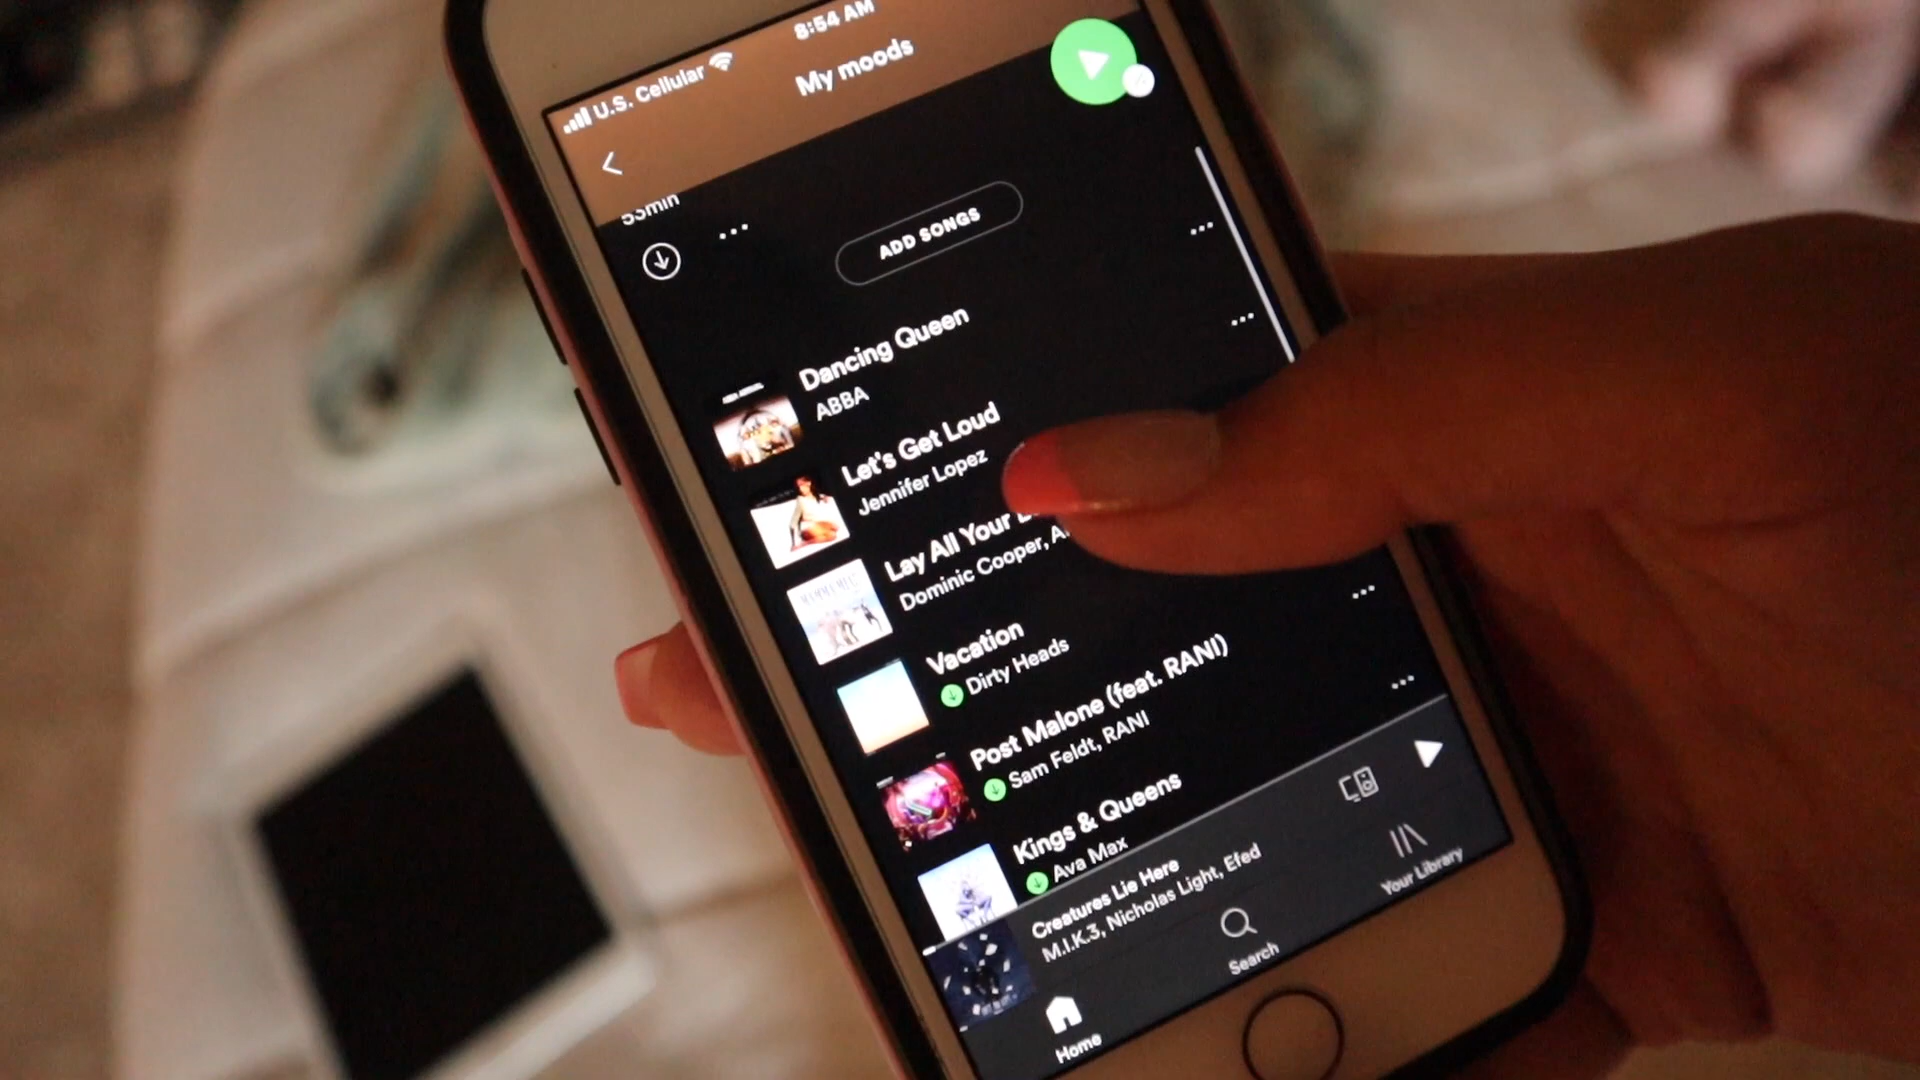 8:54 AM
U.S. Cellular
My moods
53min
ADD SONGS
Dancing Queen
ABBA
Let's Get Loud
Jennifer Lopez
Lay All Your
Dominic Cooper,
Vacation
Dirty Heads
Post Malone (feat. RANI)
Sam Feldt, RANI
Kings & Queens
Ava Max
Creatures Lie Here
M.I.K.3, Nicholas Light, Efed
Home
Search
Your Library